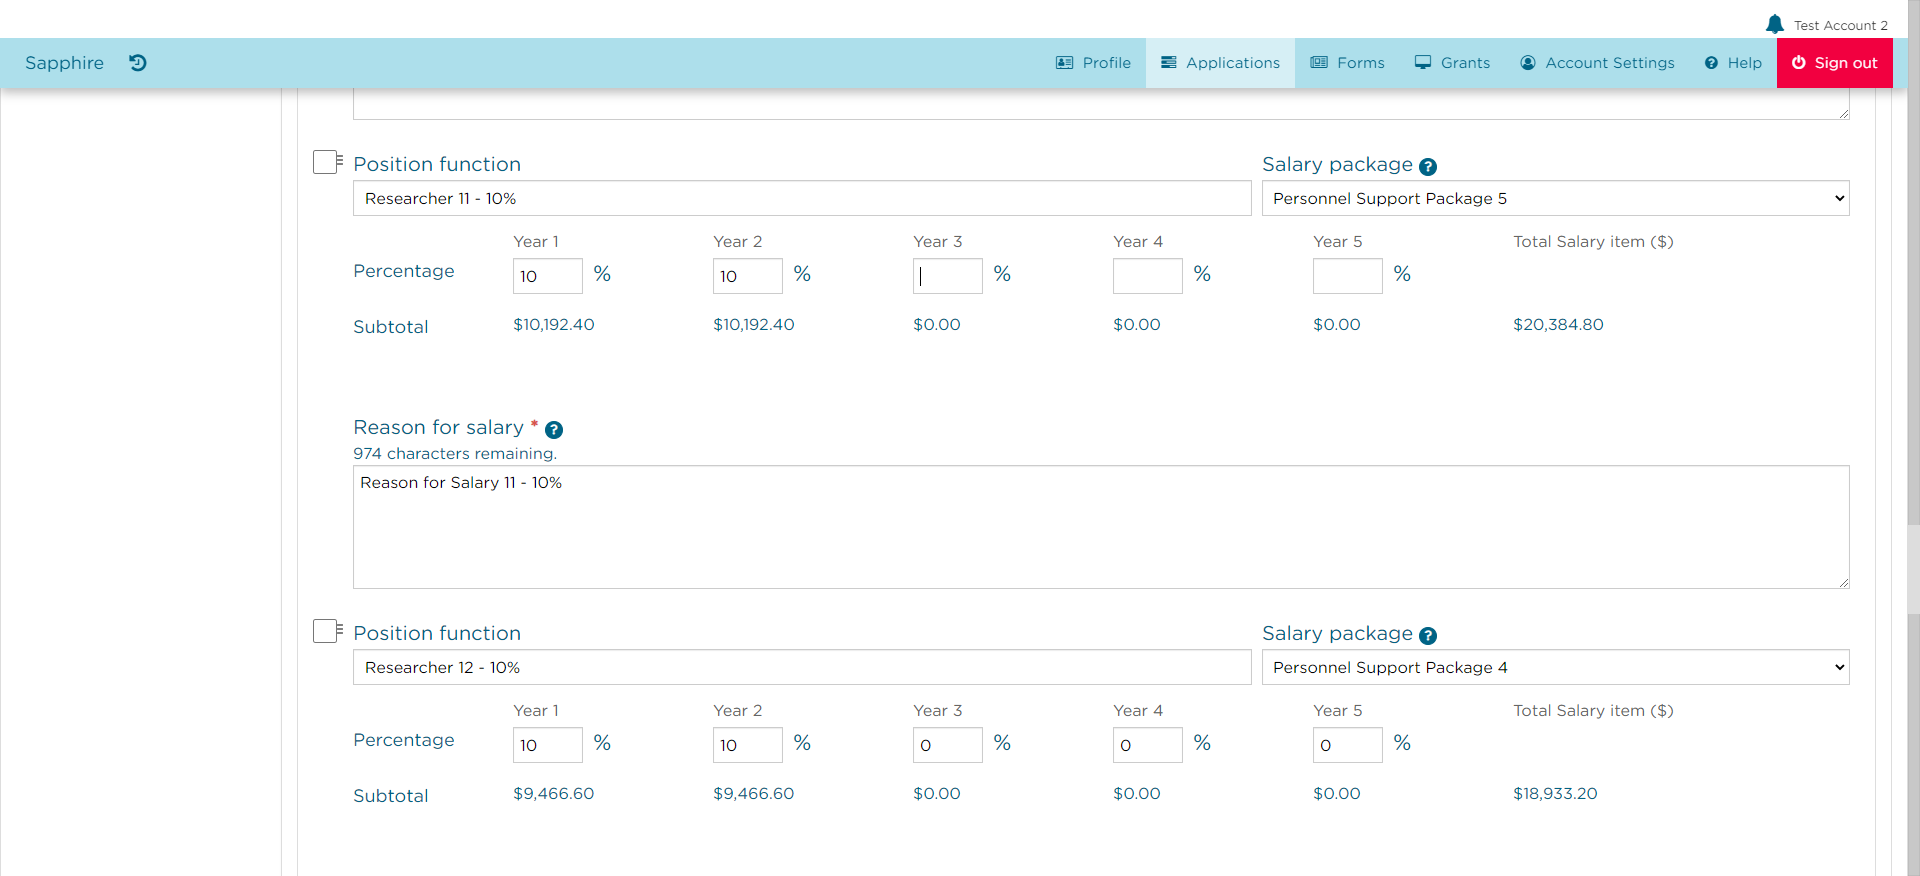 Test Account 2
Sapphire Profile Applications Forms Grants Account Settings Help Sign out
Position function Salary package ?
Researcher 11 - 10% Personnel Support Package 5
Year 1 Year 2 Year 3 Year 4 Year 5 Total Salary item ($)
Percentage 10 % 10 % % % %
Subtotal $10,192.40 $10,192.40 $0.00 $0.00 $0.00 $20,384.80
Reason for salary * ?
974 characters remaining.
Reason for Salary 11 - 10%
Position function Salary package ?
Researcher 12 - 10% Personnel Support Package 4
Year 1 Year 2 Year 3 Year 4 Year 5 Total Salary item ($)
Percentage 10 % 10 % 0 % 0 % 0 %
Subtotal $9,466.60 $9,466.60 $0.00 $0.00 $0.00 $18,933.20